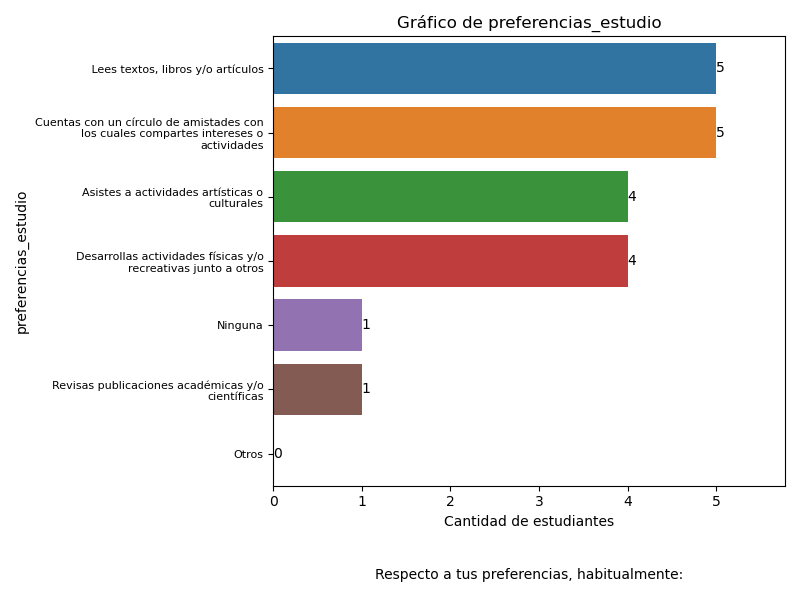 Gráfico de preferencias_estudio
Lees textos, libros y/o artículos
5
Cuentas con un círculo de amistades con
los cuales compartes intereses o
actividades
5
Asistes a actividades artísticas o
culturales
4
Desarrollas actividades físicas y/o
recreativas junto a otros
4
Ninguna
1
Revisas publicaciones académicas y/o
científicas
1
Otros
0
preferencias_estudio
0 1 2 3 4 5
Cantidad de estudiantes
Respecto a tus preferencias, habitualmente: